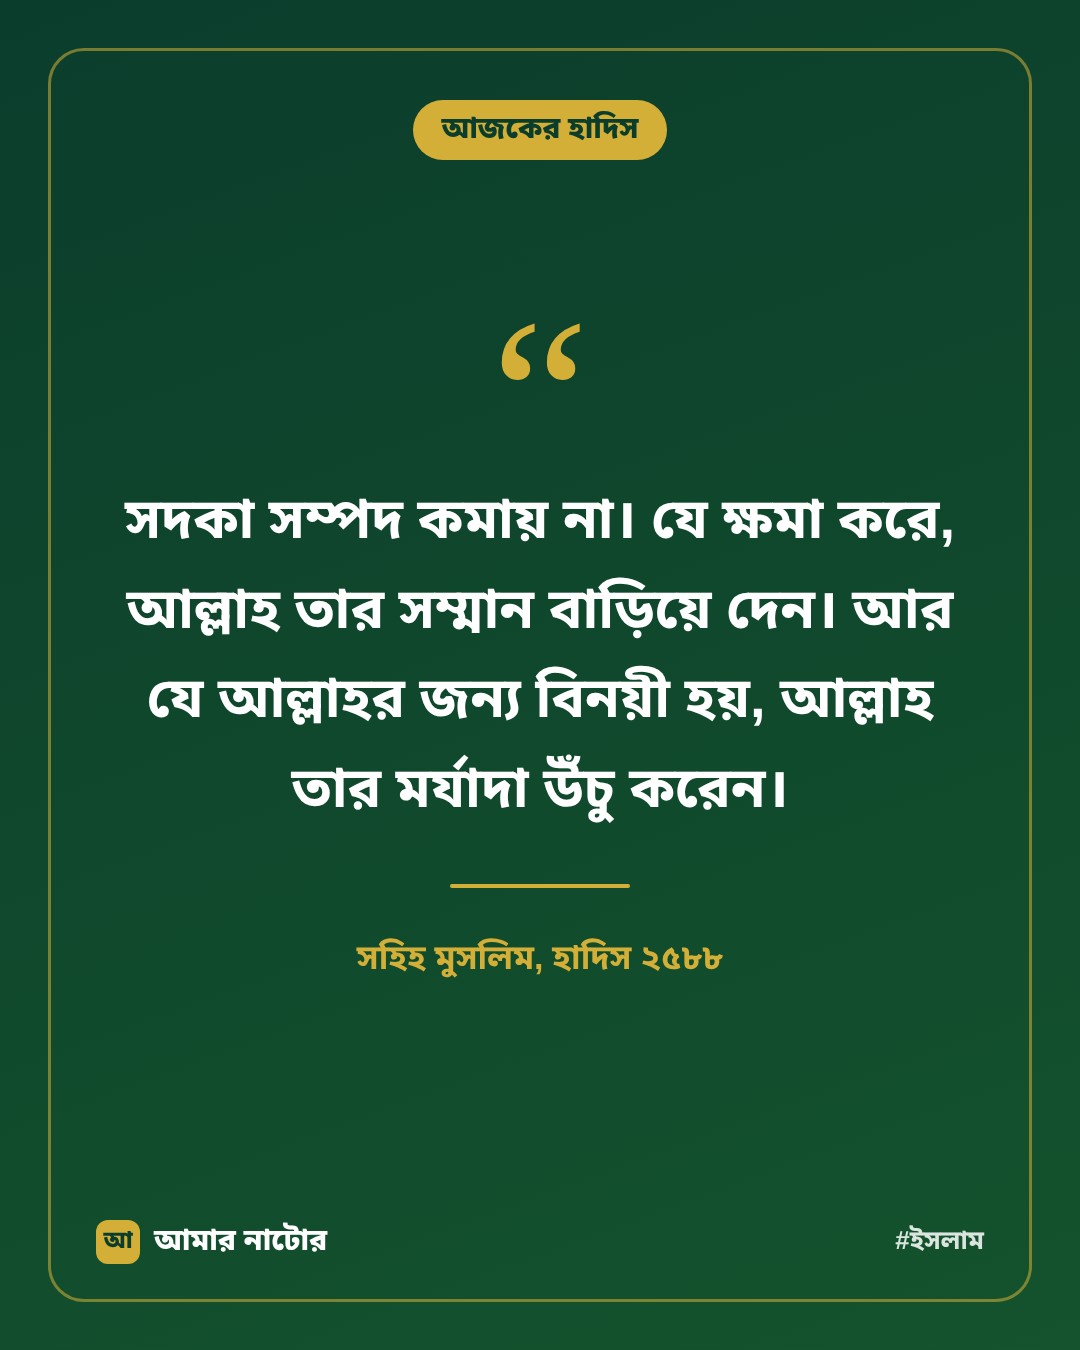 আজকের হাদিস
“
সদকা সম্পদ কমায় না। যে ক্ষমা করে,
আল্লাহ তার সম্মান বাড়িয়ে দেন। আর
যে আল্লাহর জন্য বিনয়ী হয়, আল্লাহ
তার মর্যাদা উঁচু করেন।
সহিহ মুসলিম, হাদিস ২৫৮৮
আ আমার নাটোর
#ইসলাম